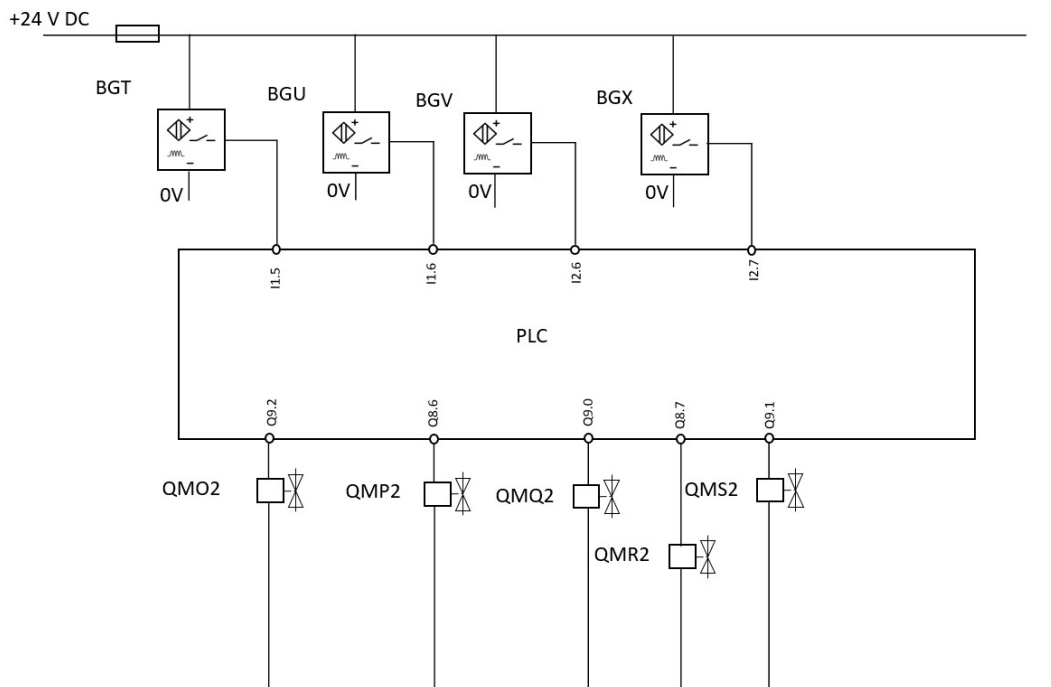 +24 V DC
BGT
BGU
BGV
BGX
+
+
+
+
−
−
−
−
0V
0V
0V
0V
I1.5
I1.6
I2.6
I2.7
PLC
Q9.2
Q8.6
Q9.0
Q8.7
Q9.1
QMO2
QMP2
QMQ2
QMS2
QMR2